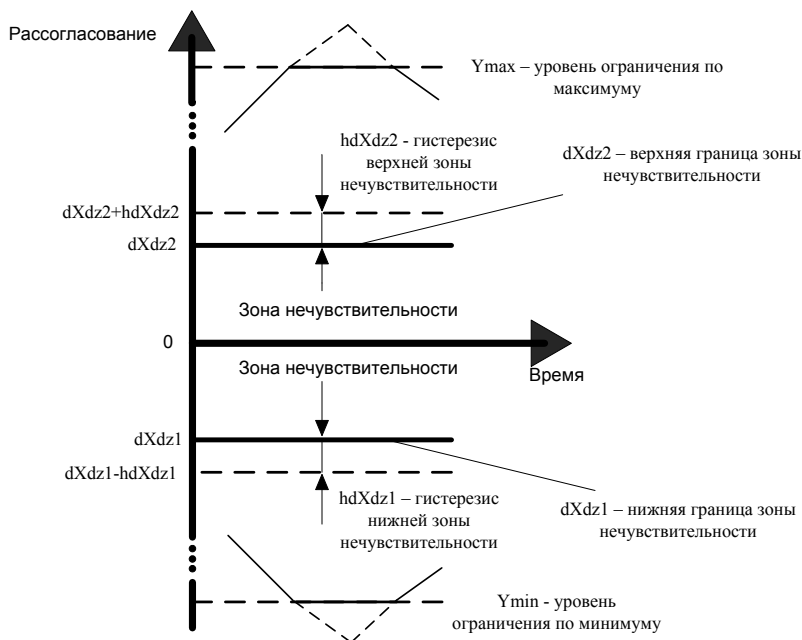 Рассогласование
Ymax – уровень ограничения по
максимуму
hdXdz2 - гистерезис
верхней зоны
нечувствительности
dXdz2 – верхняя граница зоны
нечувствительности
dXdz2+hdXdz2
dXdz2
Зона нечувствительности
0
Зона нечувствительности
Время
dXdz1
dXdz1-hdXdz1
hdXdz1 – гистерезис
нижней зоны
нечувствительности
dXdz1 – нижняя граница зоны
нечувствительности
Ymin - уровень
ограничения по минимуму